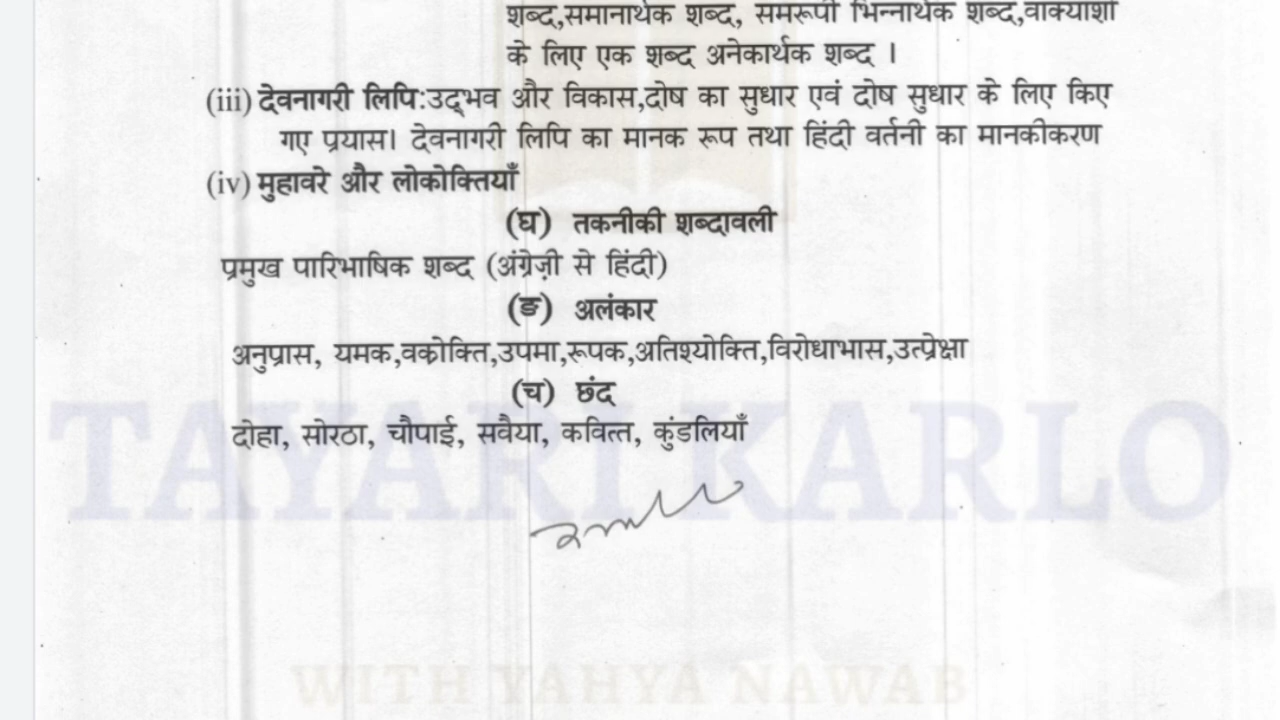 शब्द,समानार्थक शब्द, समरूपी भिन्नार्थक शब्द,वाक्यांशों
के लिए एक शब्द अनेकार्थक शब्द ।
(iii) देवनागरी लिपि:उद्भव और विकास,दोष का सुधार एवं दोष सुधार के लिए किए
गए प्रयास। देवनागरी लिपि का मानक रूप तथा हिंदी वर्तनी का मानकीकरण
(iv) मुहावरे और लोकोक्तियाँ
(घ) तकनीकी शब्दावली
प्रमुख पारिभाषिक शब्द (अंग्रेज़ी से हिंदी)
(ङ) अलंकार
अनुप्रास, यमक,वक्रोक्ति,उपमा,रूपक,अतिश्योक्ति,विरोधाभास,उत्प्रेक्षा
(च) छंद
दोहा, सोरठा, चौपाई, सवैया, कवित्त, कुंडलियाँ
TAYARI KARLO
WITH YAHYA NAWAB